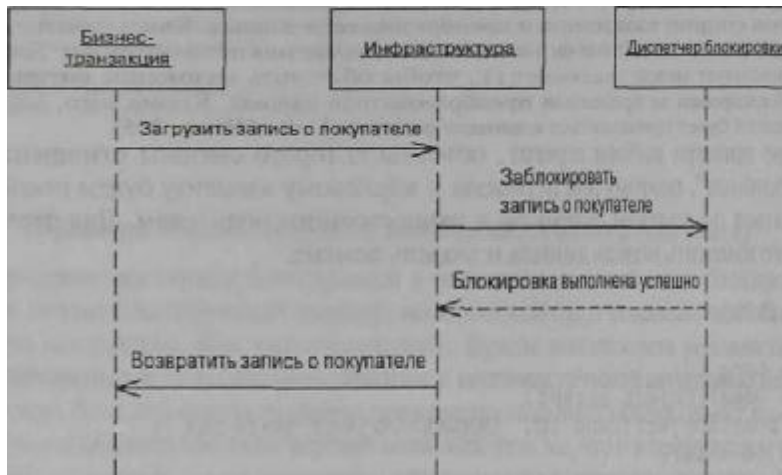 Бизнес-
транзакция
Инфраструктура
Диспетчер блокировки
Загрузить запись о покупателе
Заблокировать
запись о покупателе
Блокировка выполнена успешно
Возвратить запись о покупателе